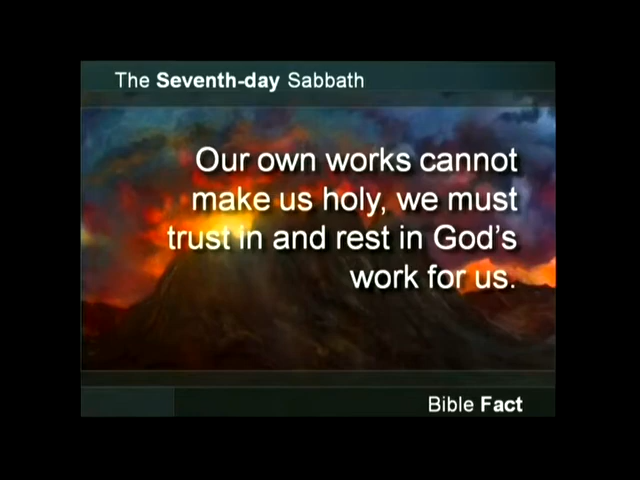 The Seventh-day Sabbath
Our own works cannot
make us holy, we must
trust in and rest in God's
work for us.
Bible Fact